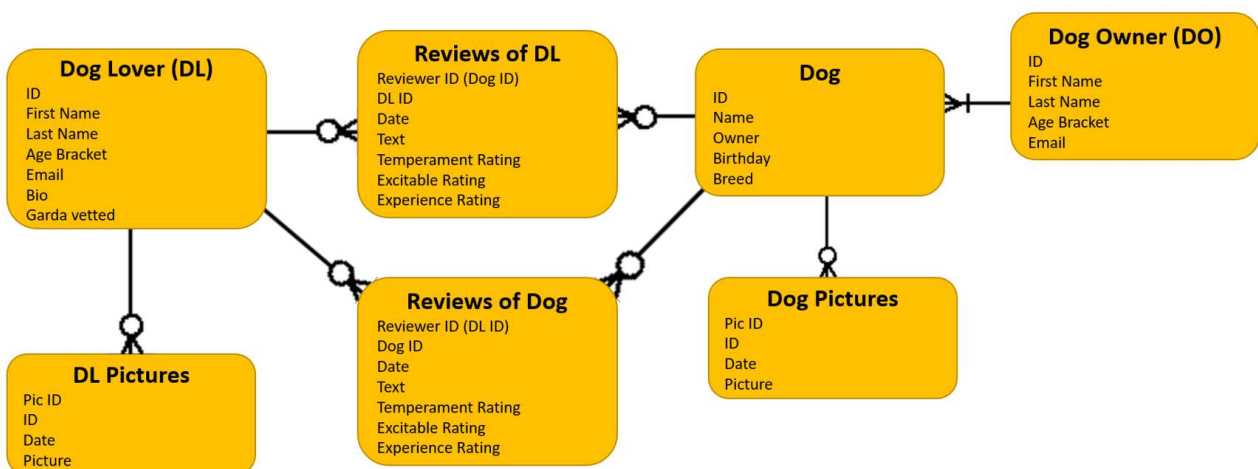 Dog Lover (DL)
ID
First Name
Last Name
Age Bracket
Email
Bio
Garda vetted
Reviews of DL
Reviewer ID (Dog ID)
DL ID
Date
Text
Temperament Rating
Excitable Rating
Experience Rating
Dog
ID
Name
Owner
Birthday
Breed
Dog Owner (DO)
ID
First Name
Last Name
Age Bracket
Email
DL Pictures
Pic ID
ID
Date
Picture
Reviews of Dog
Reviewer ID (DL ID)
Dog ID
Date
Text
Temperament Rating
Excitable Rating
Experience Rating
Dog Pictures
Pic ID
ID
Date
Picture